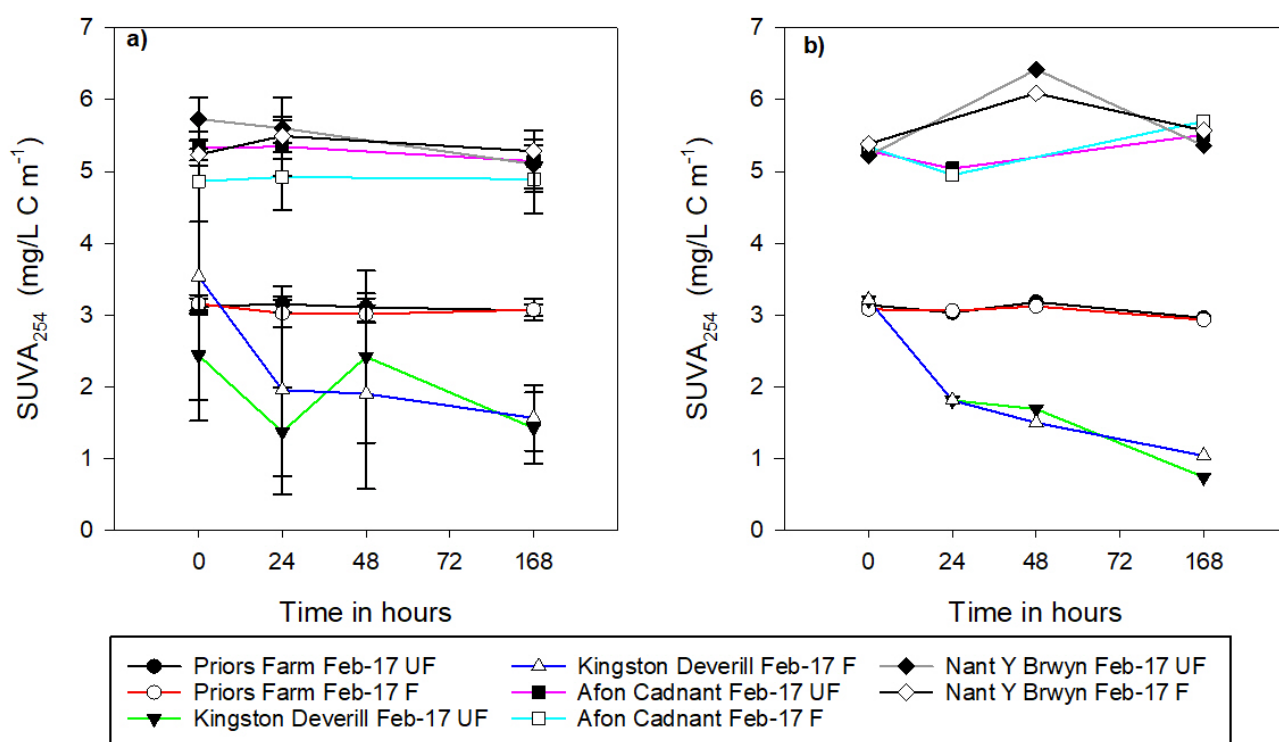 a)
7
6
5
4
3
2
1
0
SUVA254 (mg/L C m-1)
0 24 48 72 168
Time in hours
b)
7
6
5
4
3
2
1
0
SUVA254 (mg/L C m-1)
0 24 48 72 168
Time in hours
Priors Farm Feb-17 UF
Priors Farm Feb-17 F
Kingston Deverill Feb-17 UF
Kingston Deverill Feb-17 F
Afon Cadnant Feb-17 UF
Afon Cadnant Feb-17 F
Nant Y Brwyn Feb-17 UF
Nant Y Brwyn Feb-17 F